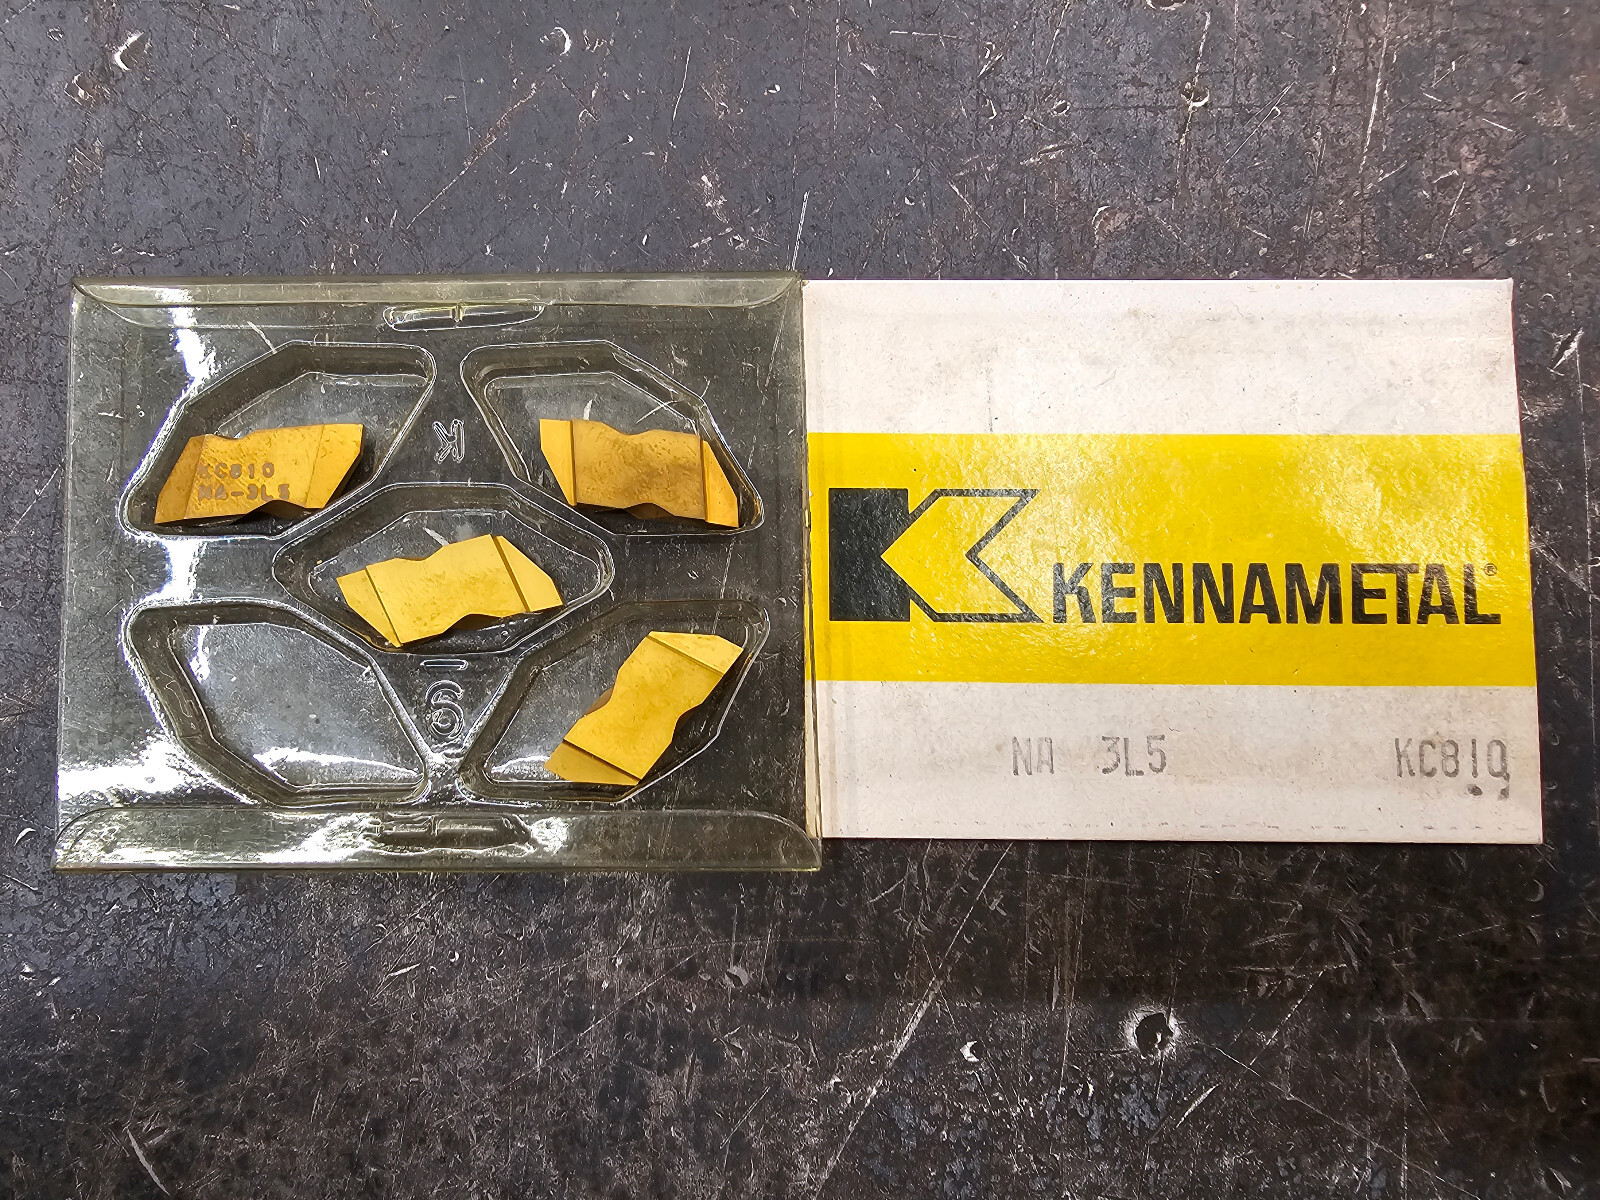 KC810
NA-3L5
K
6
KENNAMETAL®
NA 3L5 KC810